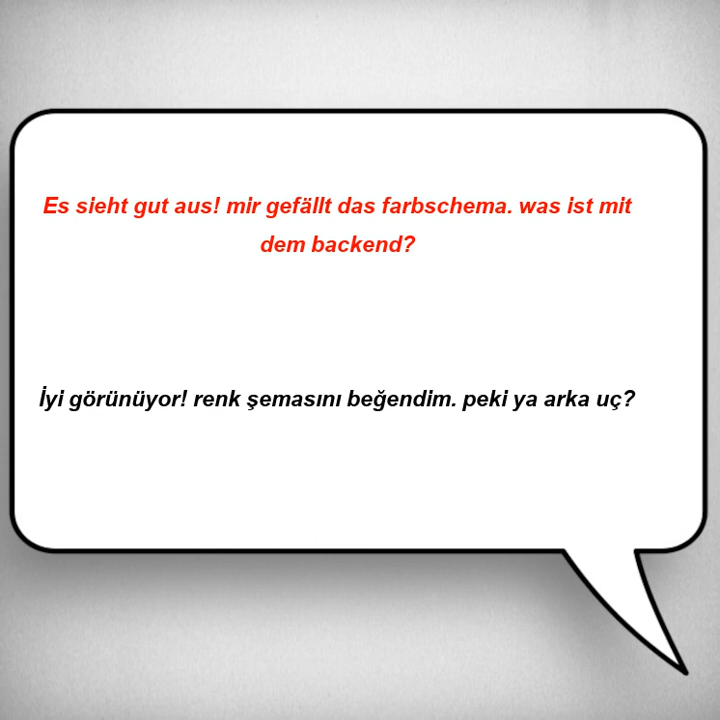 Es sieht gut aus! mir gefällt das farbschema. was ist mit
dem backend?
İyi görünüyor! renk şemasını beğendim. peki ya arka uç?